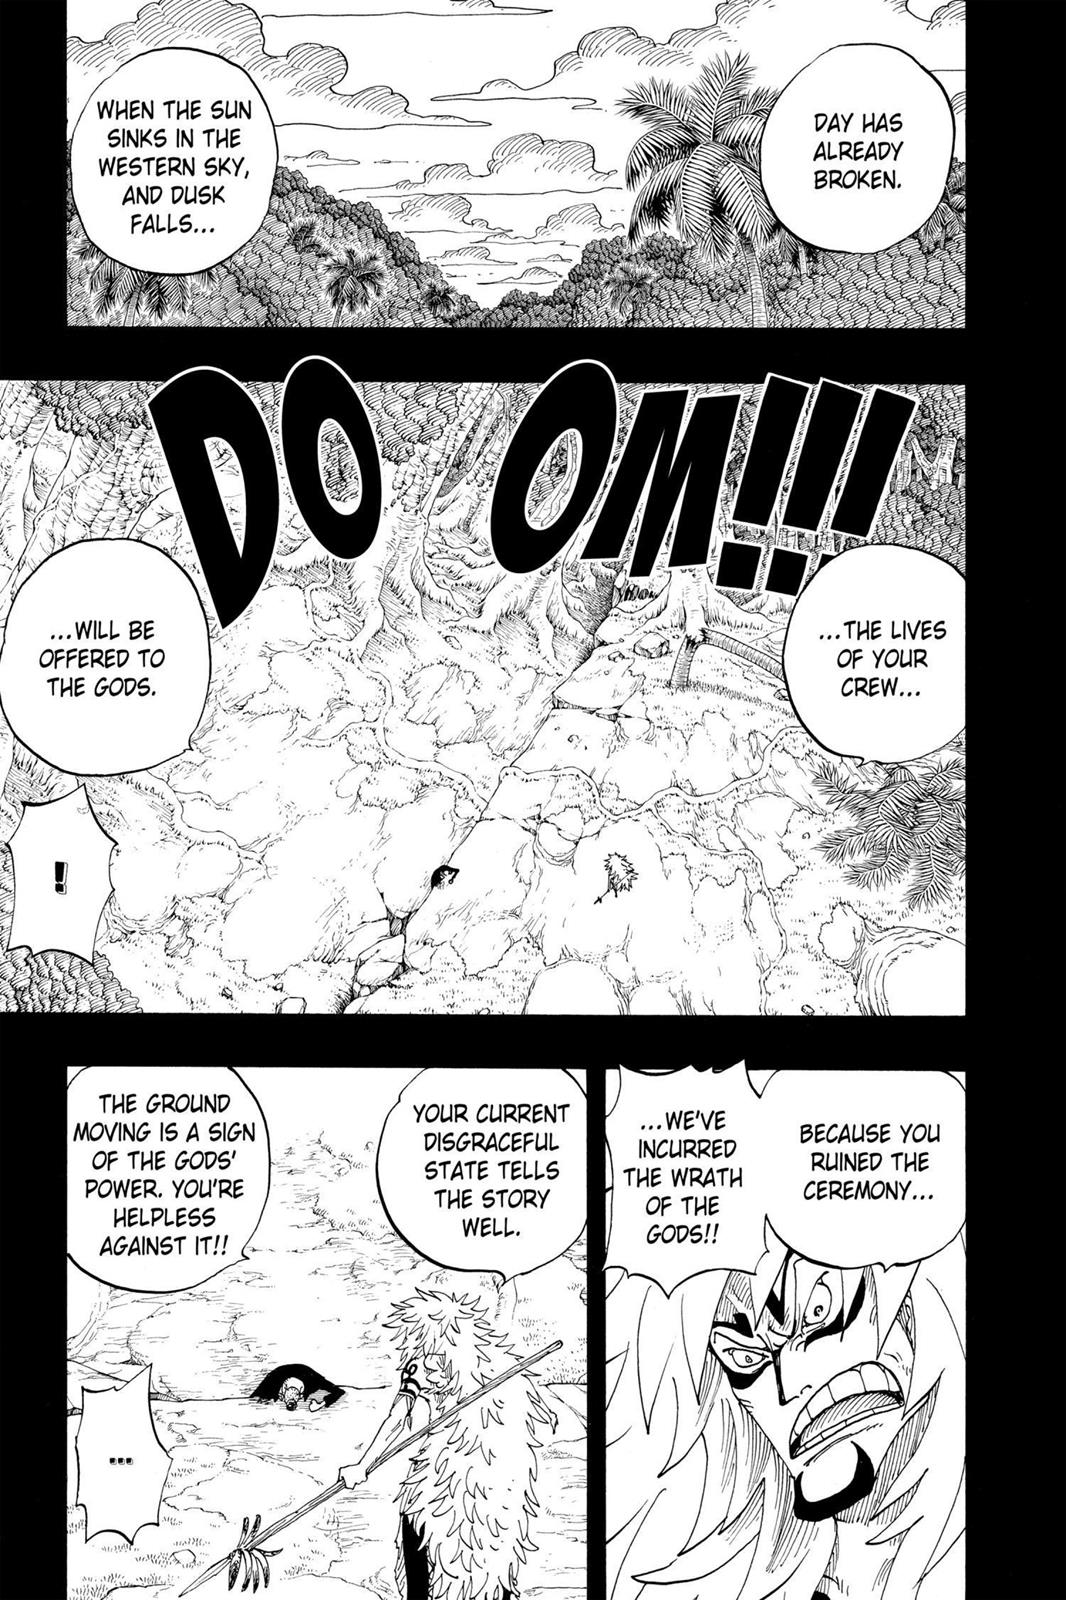 DAY HAS
ALREADY
BROKEN.
WHEN THE SUN
SINKS IN THE
WESTERN SKY,
AND DUSK
FALLS...
DO OM!!!
...THE LIVES
OF YOUR
CREW...
...WILL BE
OFFERED TO
THE GODS.
!
BECAUSE YOU
RUINED THE
CEREMONY...
...WE'VE
INCURRED
THE WRATH
OF THE
GODS!!
YOUR CURRENT
DISGRACEFUL
STATE TELLS
THE STORY
WELL.
THE GROUND
MOVING IS A SIGN
OF THE GODS'
POWER. YOU'RE
HELPLESS
AGAINST IT!!
...